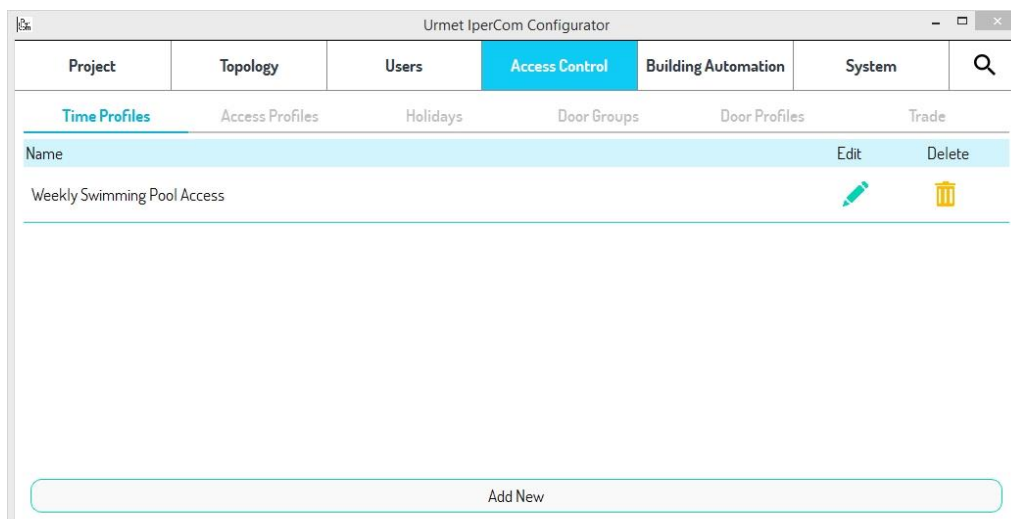 Urmet IperCom Configurator
Project Topology Users Access Control Building Automation System
Time Profiles Access Profiles Holidays Door Groups Door Profiles Trade
Name Edit Delete
Weekly Swimming Pool Access
Add New